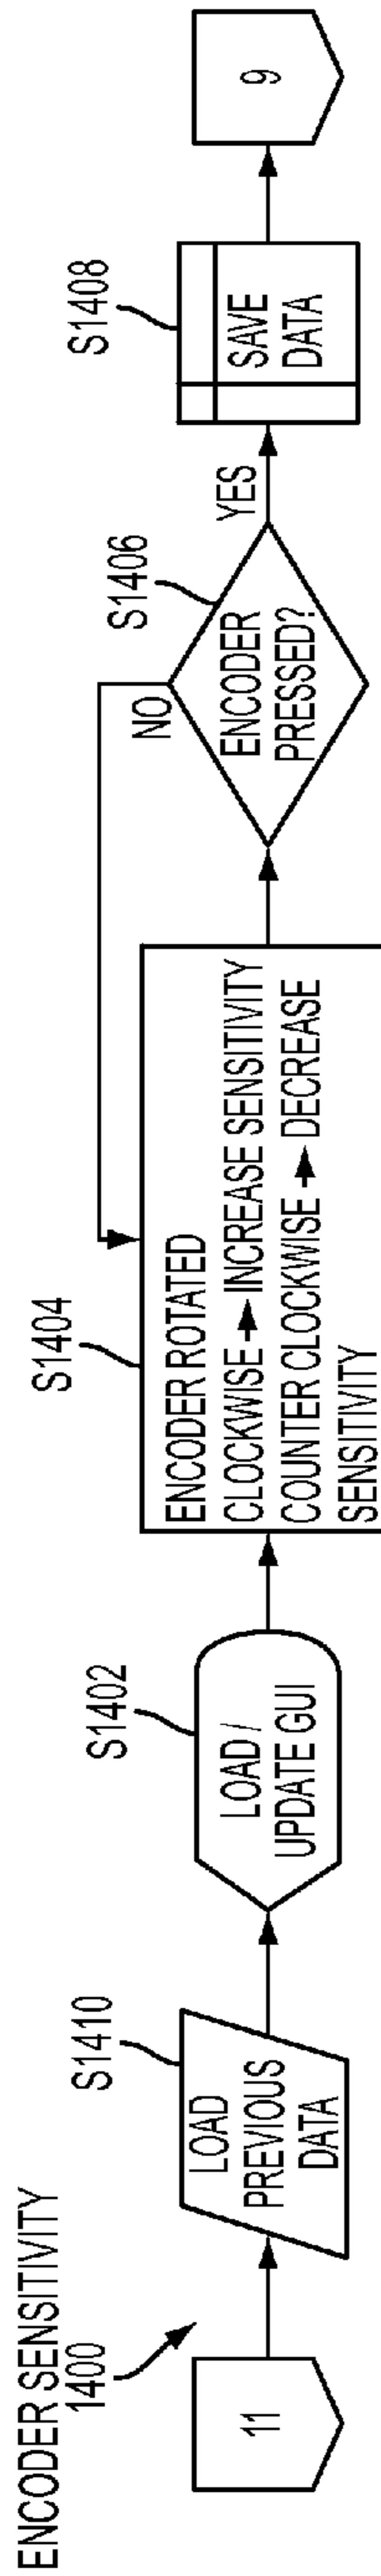 ENCODER SENSITIVITY
1400
11
S1410
LOAD
PREVIOUS
DATA
S1402
LOAD /
UPDATE GUI
S1404
ENCODER ROTATED
CLOCKWISE → INCREASE SENSITIVITY
COUNTER CLOCKWISE → DECREASE
SENSITIVITY
S1406
ENCODER
PRESSED?
NO
YES
S1408
SAVE
DATA
9